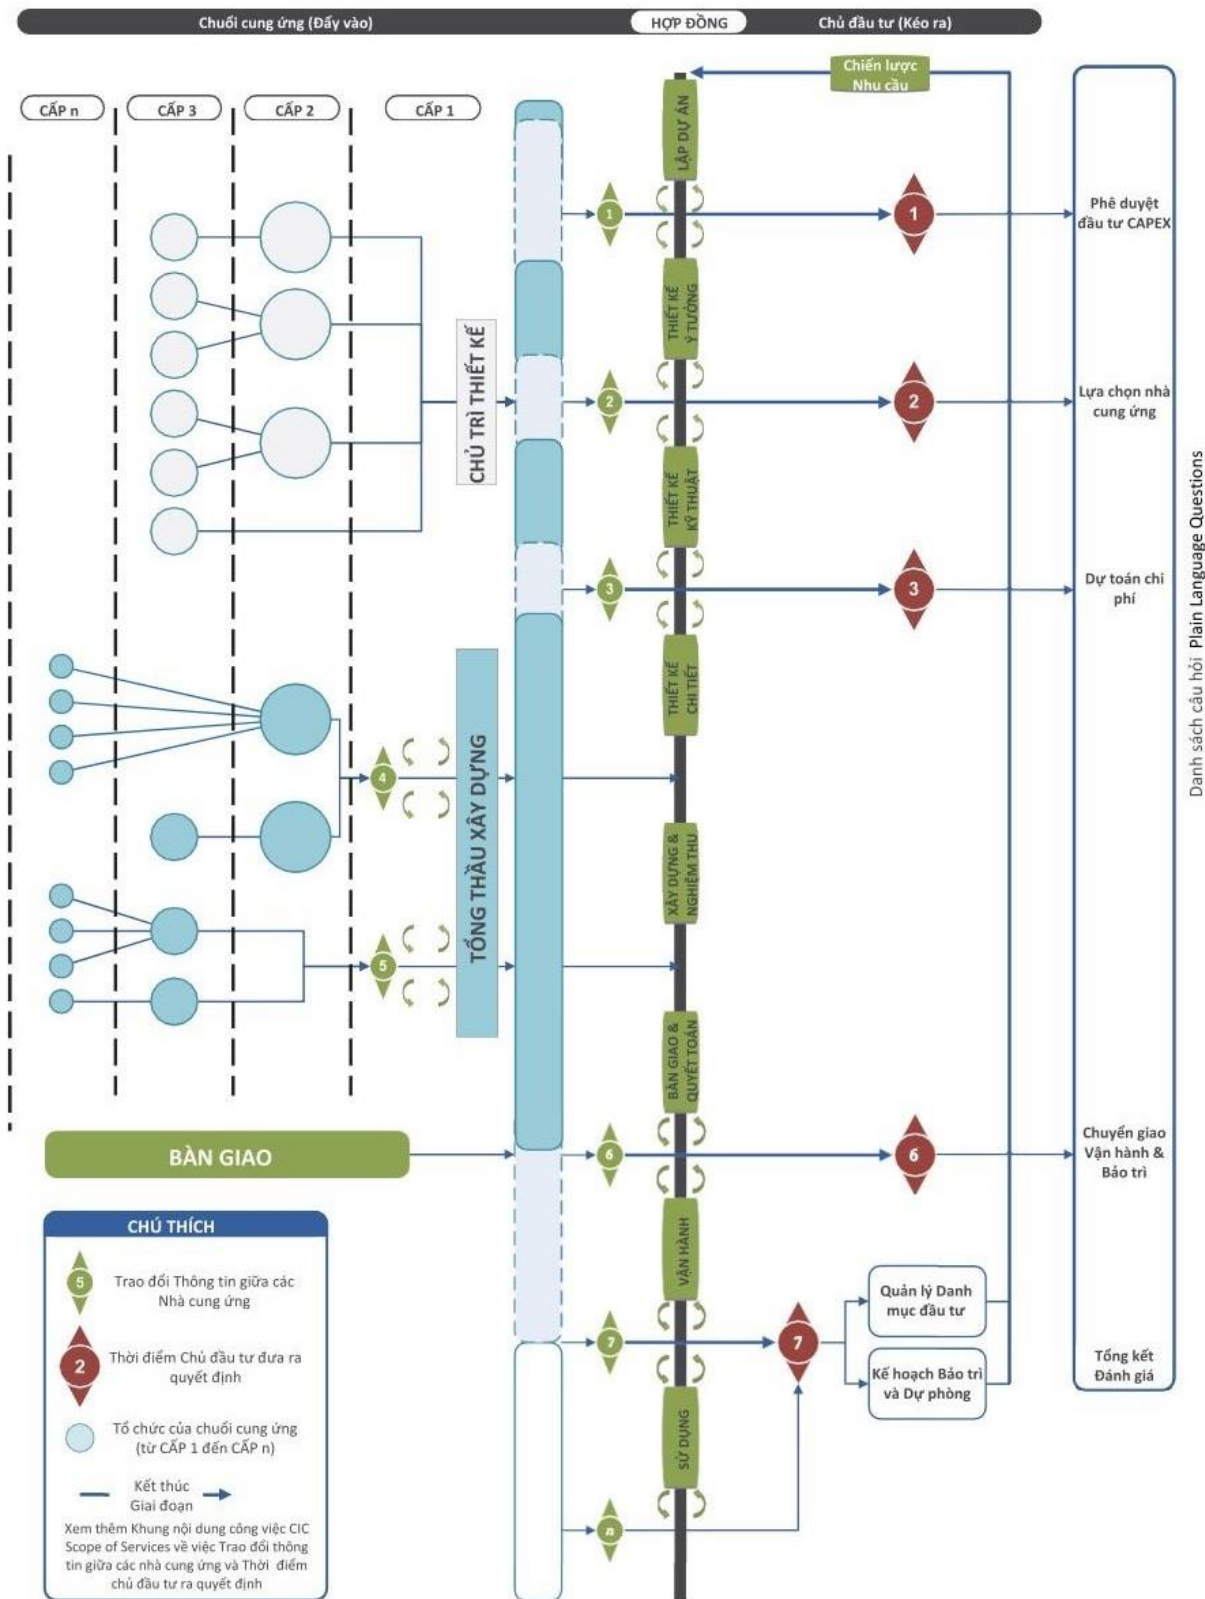 Chuỗi cung ứng (Đẩy vào)
HỢP ĐỒNG
Chủ đầu tư (Kéo ra)
Chiến lược
Nhu cầu
CẤP n
CẤP 3
CẤP 2
CẤP 1
LẬP DỰ ÁN
1
1
Phê duyệt
đầu tư CAPEX
THIẾT KẾ
Ý TƯỞNG
CHỦ TRÌ THIẾT KẾ
2
2
Lựa chọn nhà
cung ứng
THIẾT KẾ
KỸ THUẬT
3
3
Dự toán chi
phí
Danh sách câu hỏi Plain Language Questions
THIẾT KẾ
CHI TIẾT
TỔNG THẦU XÂY DỰNG
4
XÂY DỰNG &
NGHIỆM THU
5
BÀN GIAO &
QUYẾT TOÁN
BÀN GIAO
6
6
Chuyển giao
Vận hành &
Bảo trì
VẬN HÀNH
7
7
Quản lý Danh
mục đầu tư
Kế hoạch Bảo trì
và Dự phòng
Tổng kết
Đánh giá
SỬ DỤNG
n
CHÚ THÍCH
5
Trao đổi Thông tin giữa các
Nhà cung ứng
2
Thời điểm Chủ đầu tư đưa ra
quyết định
Tổ chức của chuỗi cung ứng
(từ CẤP 1 đến CẤP n)
Kết thúc
Giai đoạn
Xem thêm Khung nội dung công việc CIC
Scope of Services về việc Trao đổi thông
tin giữa các nhà cung ứng và Thời điểm
chủ đầu tư ra quyết định